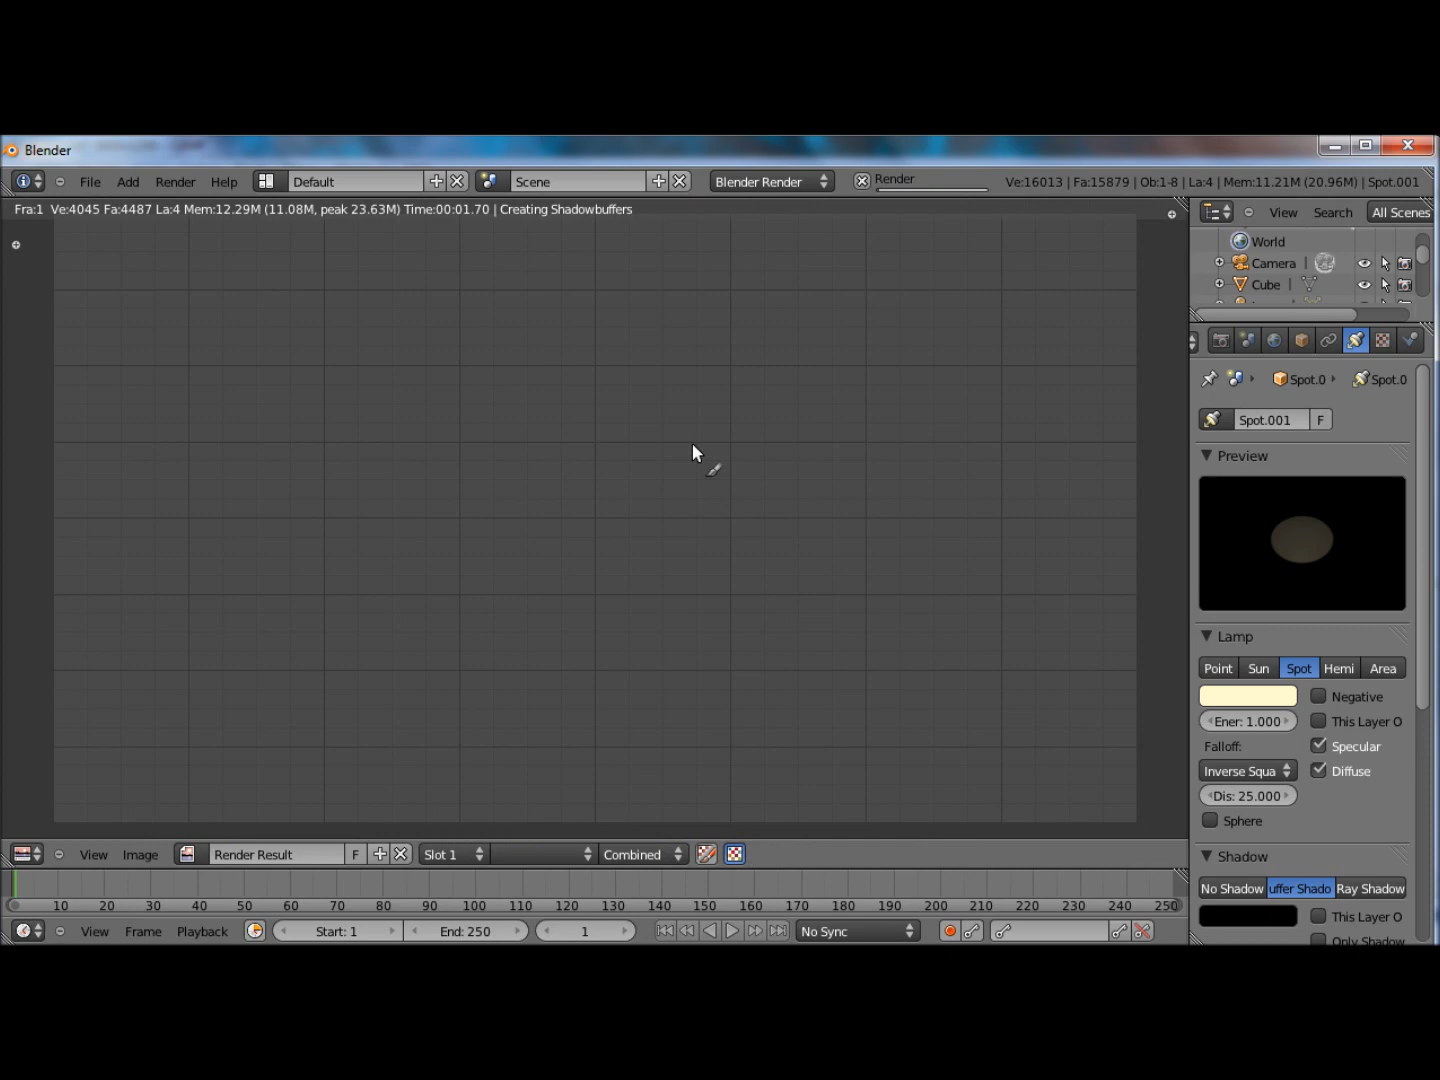 Blender
File Add Render Help Default Scene Blender Render Render Ve:16013 | Fa:15879 | Ob:1-8 | La:4 | Mem:11.21M (20.96M) | Spot.001
Fra:1 Ve:4045 Fa:4487 La:4 Mem:12.29M (11.08M, peak 23.63M) Time:00:01.70 | Creating Shadowbuffers
View Search All Scenes
World
Camera |
Cube |
Spot.0 Spot.0
Spot.001 F
Preview
Lamp
Point Sun Spot Hemi Area
Negative
Ener: 1.000 This Layer O
Falloff: Specular
Inverse Squa Diffuse
Dis: 25.000
Sphere
Shadow
No Shadow uffer Shado Ray Shadow
This Layer O
Only Shadow
View Image Render Result F Slot 1 Combined
10 20 30 40 50 60 70 80 90 100 110 120 130 140 150 160 170 180 190 200 210 220 230 240 250
View Frame Playback Start: 1 End: 250 1 No Sync